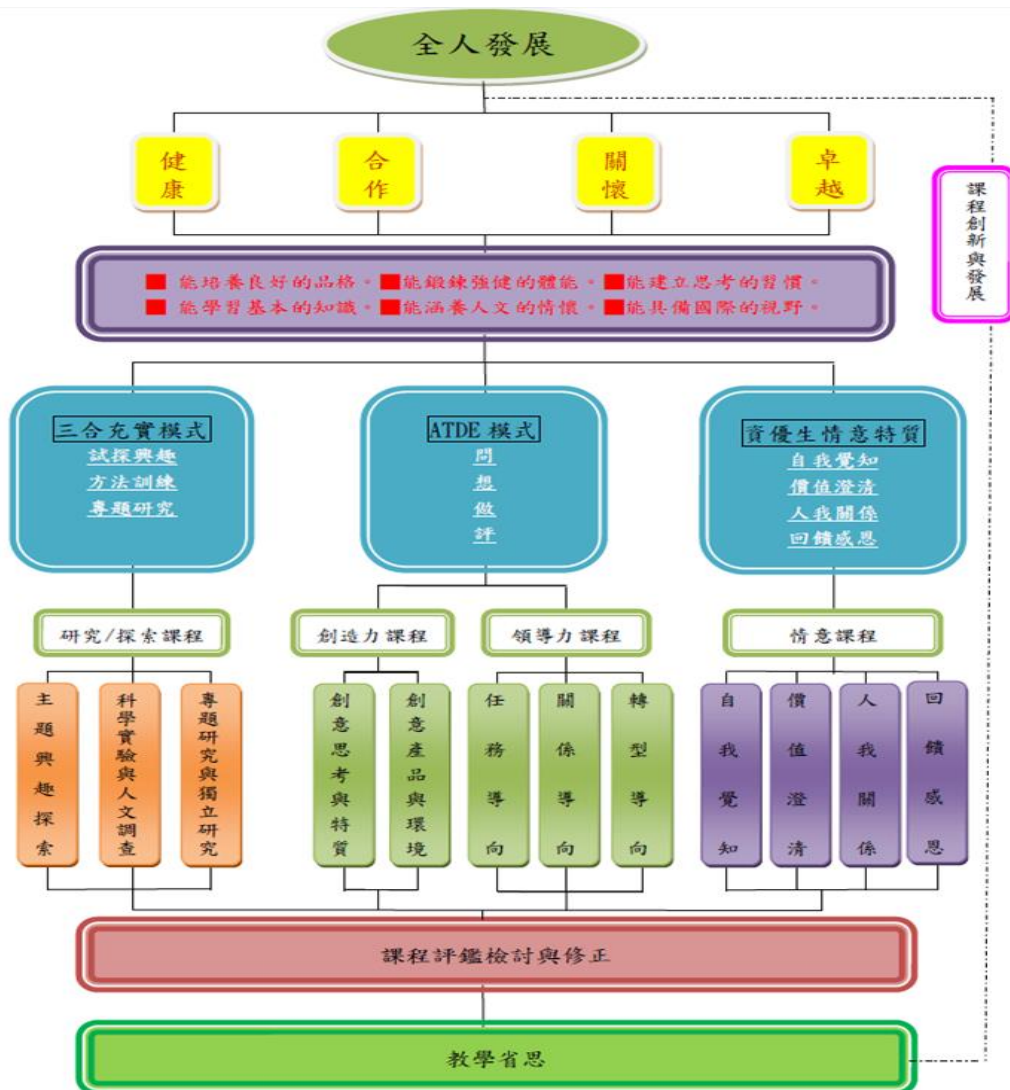 全人發展
健康
合作
關懷
卓越
課程創新與發展
■ 能培養良好的品格。■能鍛鍊強健的體能。■能建立思考的習慣。
■ 能學習基本的知識。■能涵養人文的情懷。■能具備國際的視野。
三合充實模式
試探興趣
方法訓練
專題研究
ATDE 模式
問
想
做
評
資優生情意特質
自我覺知
價值澄清
人我關係
回饋感恩
研究/探索課程
創造力課程
領導力課程
情意課程
主題興趣探索
科學實驗與人文調查
專題研究與獨立研究
創意思考與特質
創意產品與環境
任務導向
關係導向
轉型導向
自我覺知
價值澄清
人我關係
回饋感恩
課程評鑑檢討與修正
教學省思